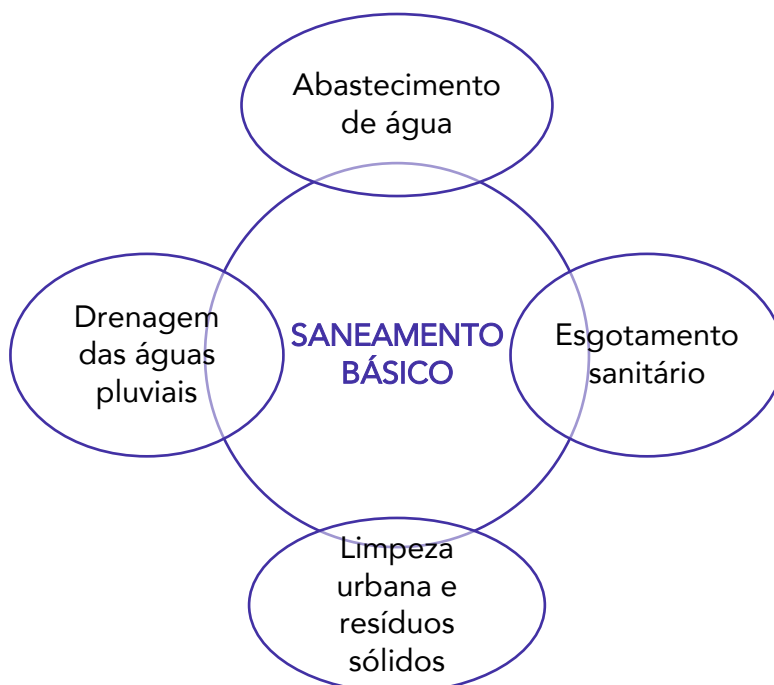 Abastecimento
de água
Drenagem
das águas
pluviais
SANEAMENTO
BÁSICO
Esgotamento
sanitário
Limpeza
urbana e
resíduos
sólidos